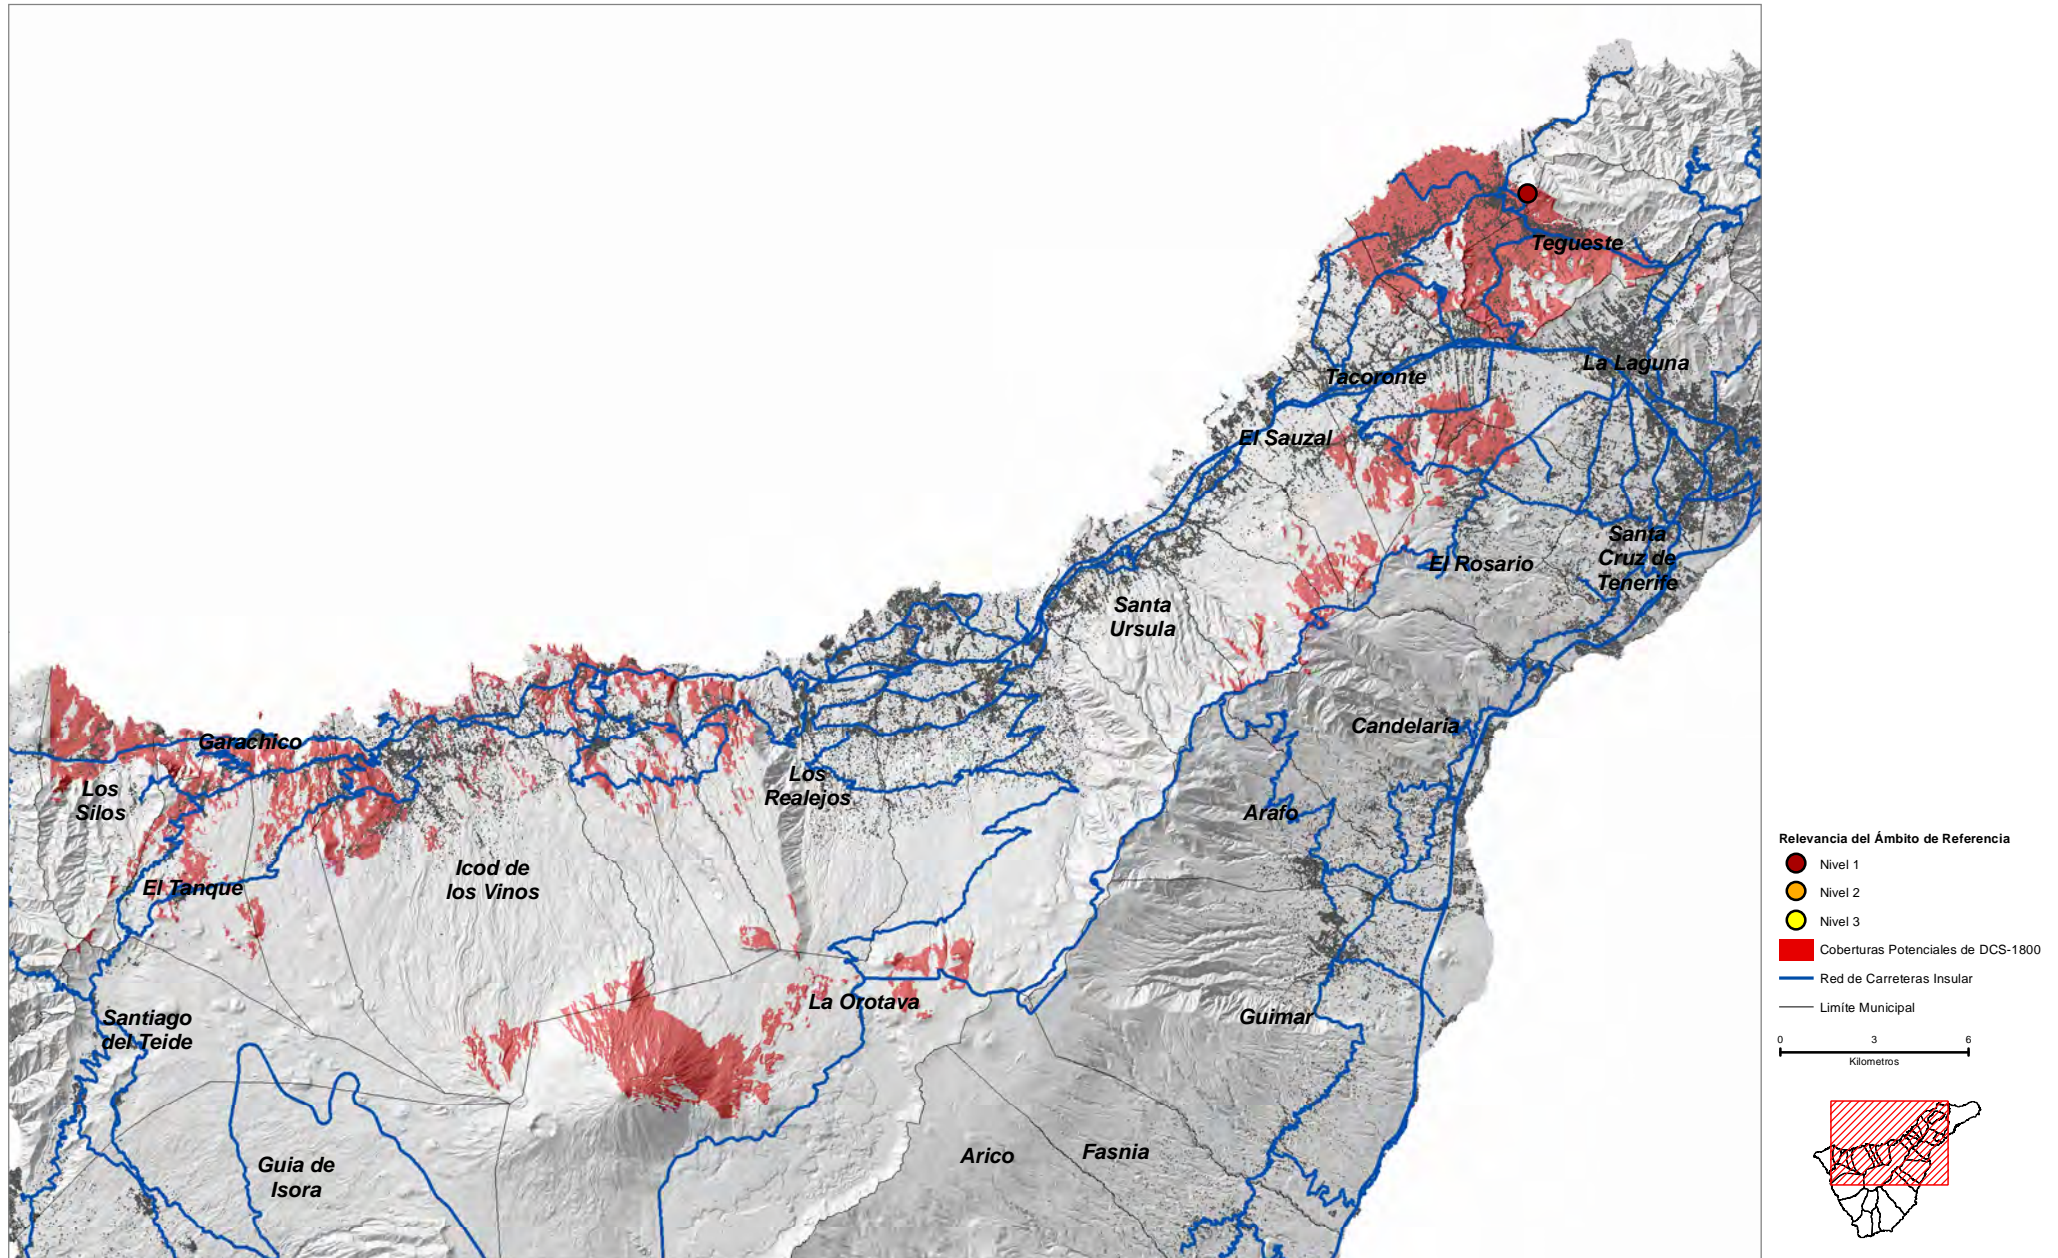 Tegueste
La Laguna
Tacoronte
El Sauzal
Santa
Cruz de
Tenerife
El Rosario
Santa
Ursula
Candelaria
Garachico
Los
Silos
Los
Realejos
Arafo
Icod de
los Vinos
El Tanque
La Orotava
Santiago
del Teide
Guimar
Guia de
Isora
Arico
Fasnia
Relevancia del Ámbito de Referencia
Nivel 1
Nivel 2
Nivel 3
Coberturas Potenciales de DCS-1800
Red de Carreteras Insular
Limíte Municipal
0 3 6
Kilometros